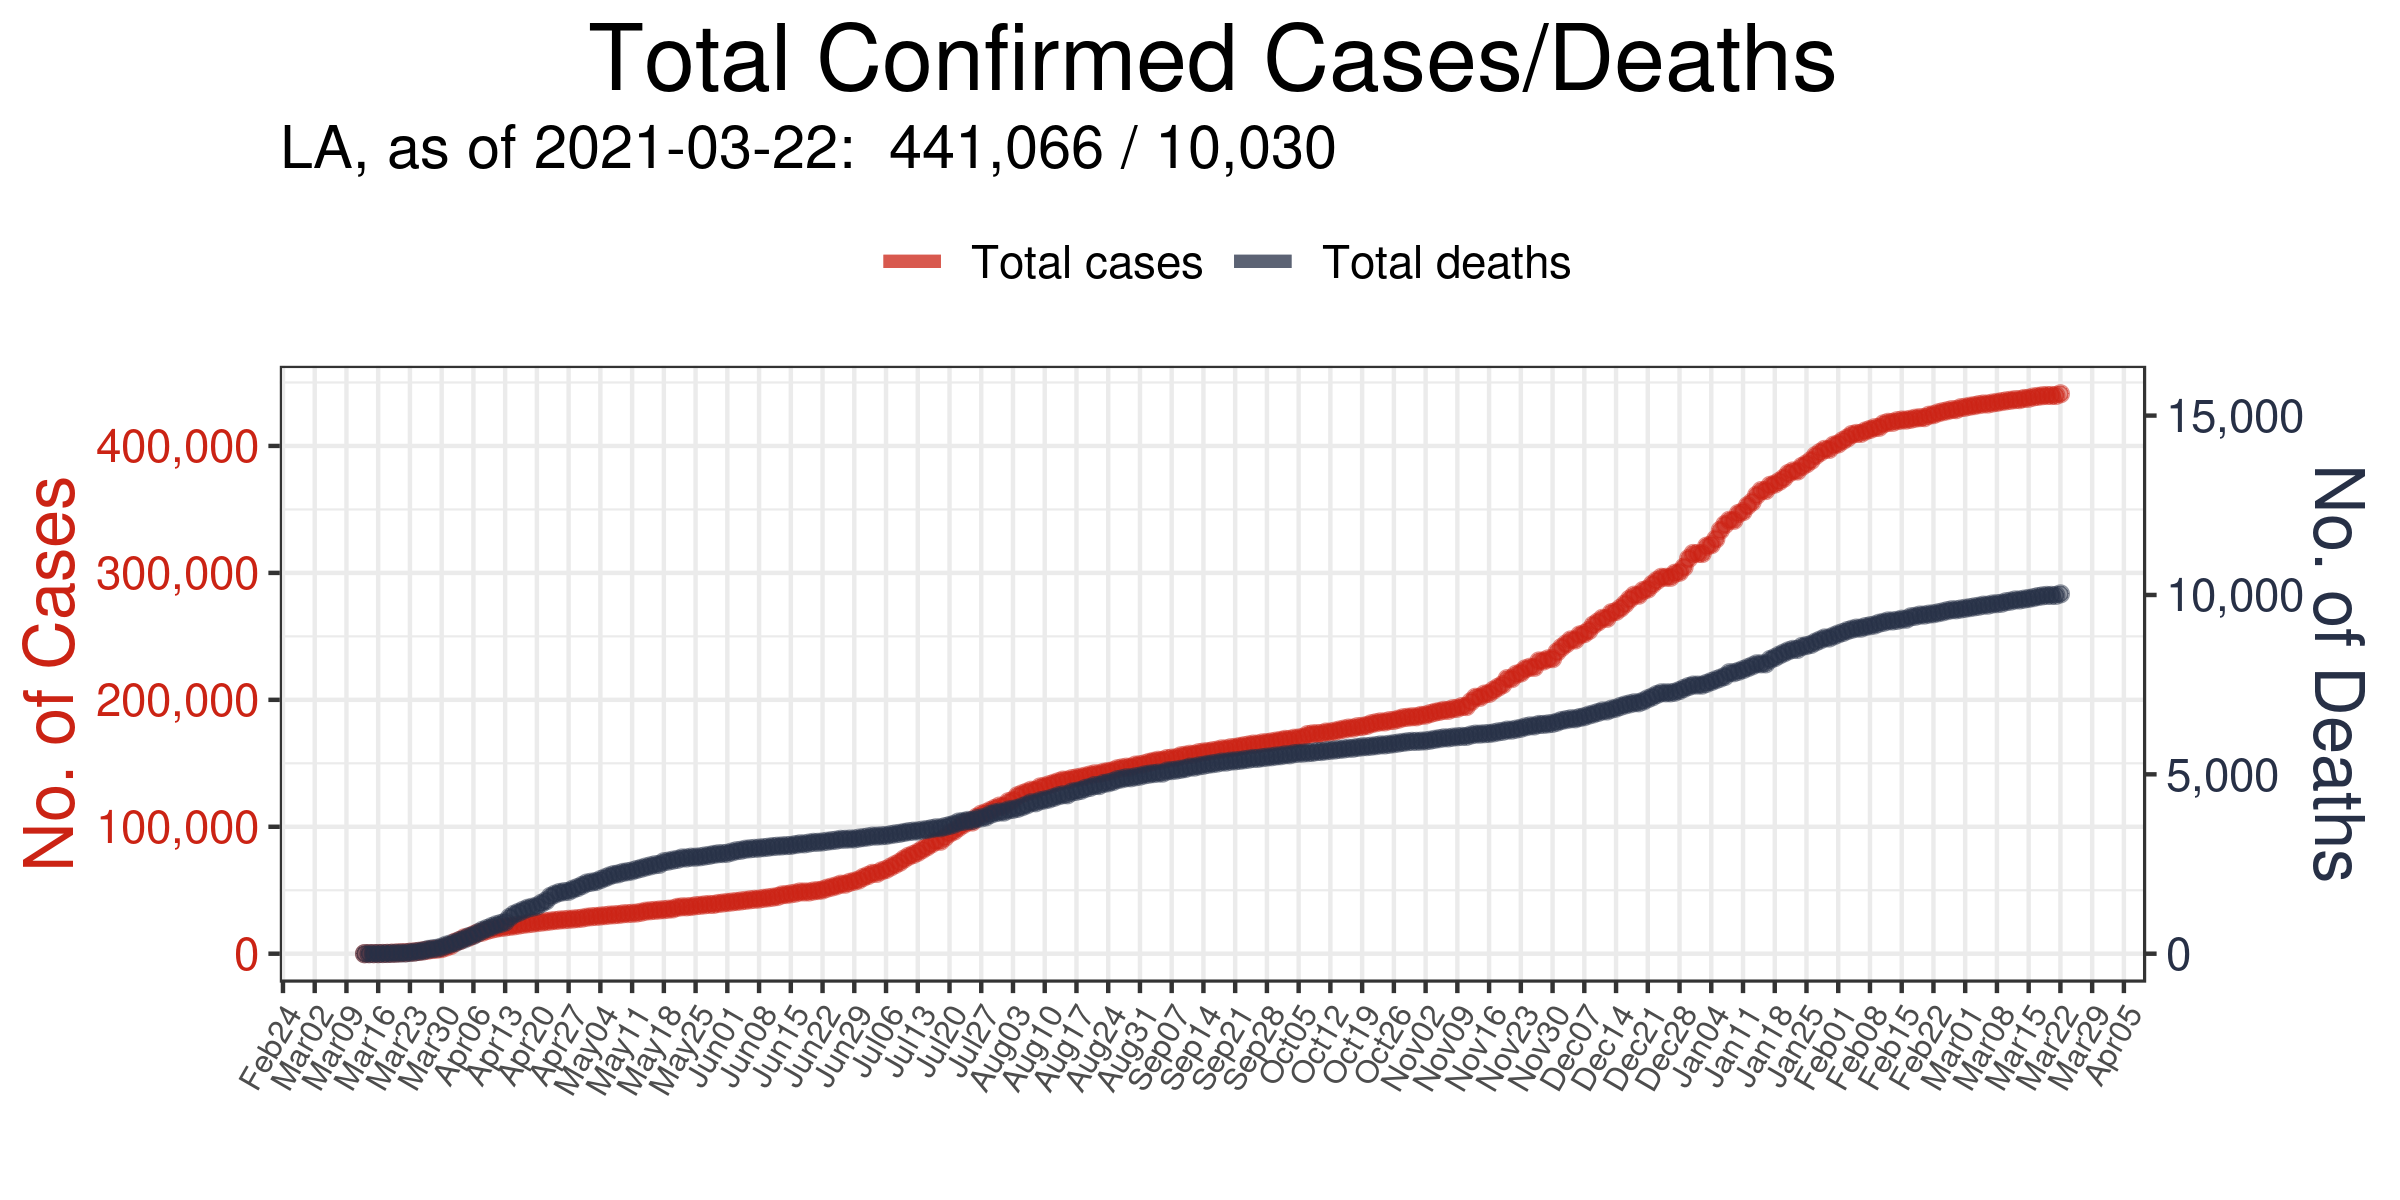 Total Confirmed Cases/Deaths
LA, as of 2021-03-22:  441,066 / 10,030
Total cases
Total deaths
No. of Cases
400,000
300,000
200,000
100,000
0
15,000
10,000
5,000
0
No. of Deaths
Feb24
Mar02
Mar09
Mar16
Mar23
Mar30
Apr06
Apr13
Apr20
Apr27
May04
May11
May18
May25
Jun01
Jun08
Jun15
Jun22
Jun29
Jul06
Jul13
Jul20
Jul27
Aug03
Aug10
Aug17
Aug24
Aug31
Sep07
Sep14
Sep21
Sep28
Oct05
Oct12
Oct19
Oct26
Nov02
Nov09
Nov16
Nov23
Nov30
Dec07
Dec14
Dec21
Dec28
Jan04
Jan11
Jan18
Jan25
Feb01
Feb08
Feb15
Feb22
Mar01
Mar08
Mar15
Mar22
Mar29
Apr05